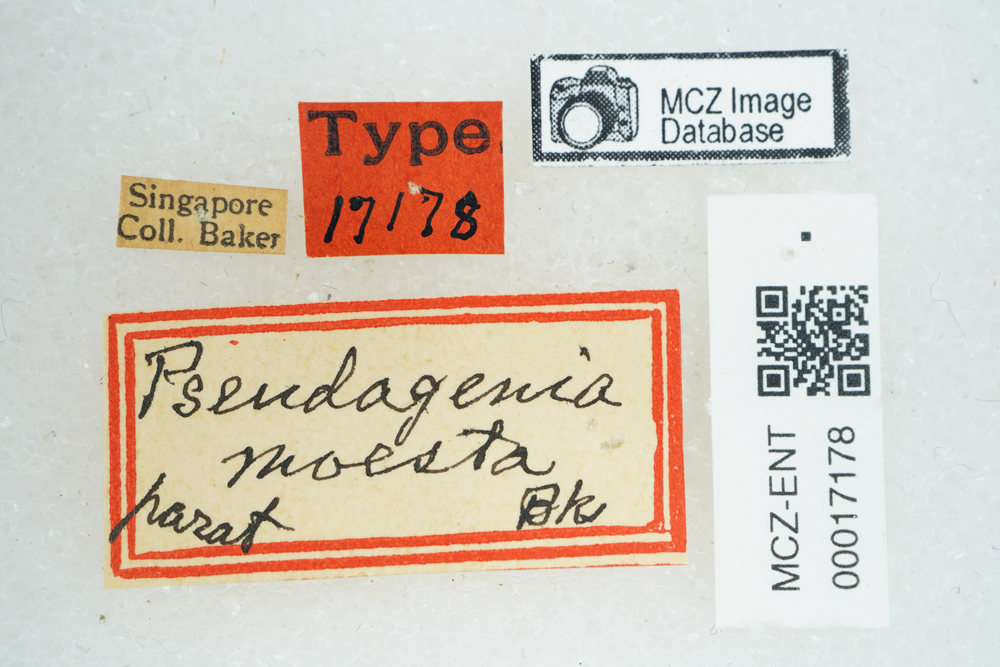 Singapore
Coll. Baker
Type.
17178
MCZ Image
Database
Pseudagenia
moesta
parat
Bk
MCZ-ENT
00017178